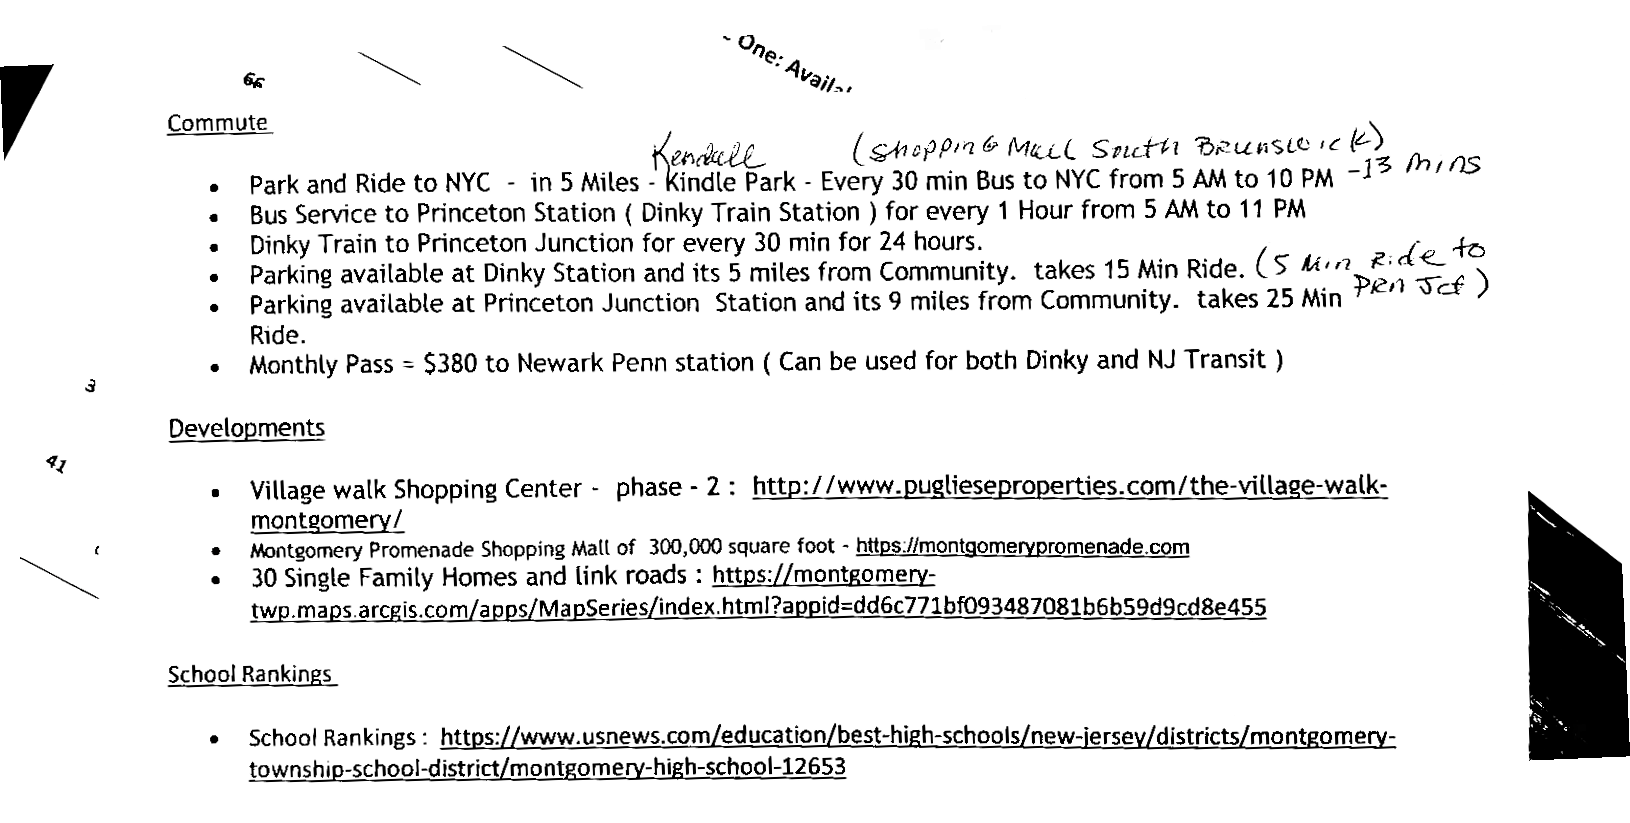 - One: Avail
66
Commute
Kendall (Shopping Mall South Brunswick)
• Park and Ride to NYC - in 5 Miles - Kindle Park - Every 30 min Bus to NYC from 5 AM to 10 PM -13 mins
• Bus Service to Princeton Station ( Dinky Train Station ) for every 1 Hour from 5 AM to 11 PM
• Dinky Train to Princeton Junction for every 30 min for 24 hours.
• Parking available at Dinky Station and its 5 miles from Community. takes 15 Min Ride. (5 Min Ride to
• Parking available at Princeton Junction Station and its 9 miles from Community. takes 25 Min PRn Jct)
Ride.
• Monthly Pass = $380 to Newark Penn station ( Can be used for both Dinky and NJ Transit )
3
Developments
41
• Village walk Shopping Center - phase - 2 : http://www.puglieseproperties.com/the-village-walk-
montgomery/
• Montgomery Promenade Shopping Mall of 300,000 square foot - https://montgomerypromenade.com
• 30 Single Family Homes and link roads : https://montgomery-
twp.maps.arcgis.com/apps/MapSeries/index.html?appid=dd6c771bf093487081b6b59d9cd8e455
School Rankings
• School Rankings : https://www.usnews.com/education/best-high-schools/new-jersey/districts/montgomery-
township-school-district/montgomery-high-school-12653